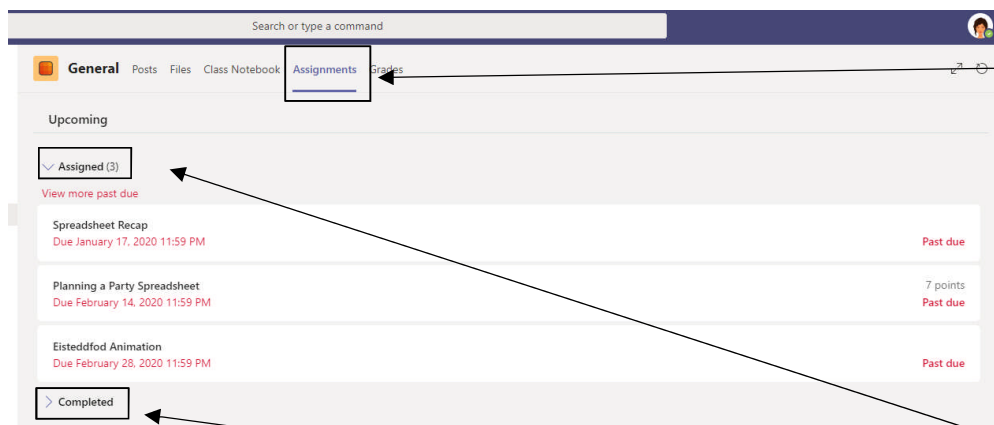 Search or type a command
General Posts Files Class Notebook Assignments Grades
Upcoming
Assigned (3)
View more past due
Spreadsheet Recap
Due January 17, 2020 11:59 PM Past due
Planning a Party Spreadsheet 7 points
Due February 14, 2020 11:59 PM Past due
Eisteddfod Animation
Due February 28, 2020 11:59 PM Past due
Completed